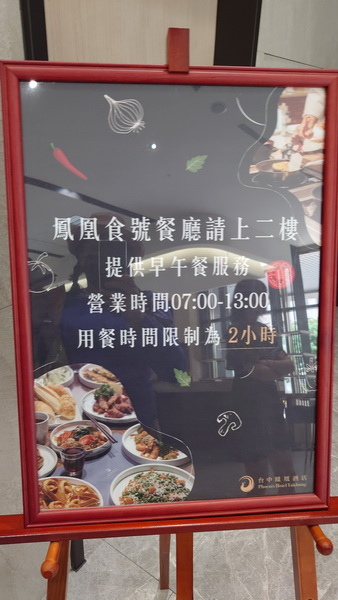 鳳凰食號餐廳請上二樓
提供早午餐服務
營業時間07:00-13:00
用餐時間限制為 2小時
台中鳳凰酒店
Phoenix Hotel Taichung